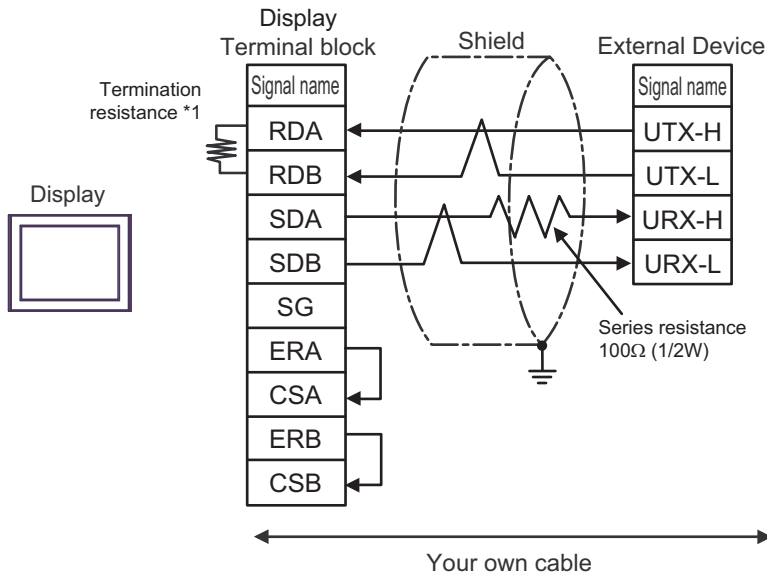 Display
Terminal block
Shield
External Device
Termination
resistance *1
Signal name
Signal name
RDA
UTX-H
RDB
UTX-L
Display
SDA
URX-H
SDB
URX-L
SG
Series resistance
100Ω (1/2W)
ERA
CSA
ERB
CSB
Your own cable